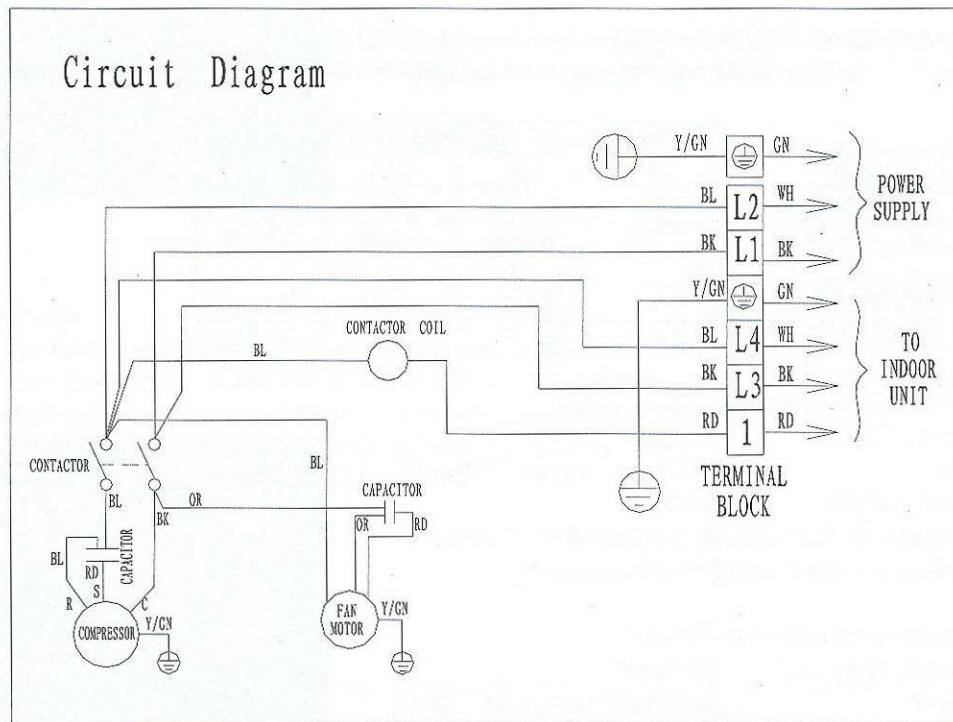 Circuit Diagram
Y/GN
GN
BL
L2
WH
BK
L1
BK
POWER
SUPPLY
Y/GN
GN
CONTACTOR COIL
BL
BL
L4
WH
BK
L3
BK
TO
INDOOR
UNIT
RD
1
RD
CONTACTOR
BL
TERMINAL
BLOCK
BL
OR
CAPACITOR
BK
OR
RD
BL
RD
CAPACITOR
S
R
C
COMPRESSOR
Y/GN
FAN
MOTOR
Y/GN